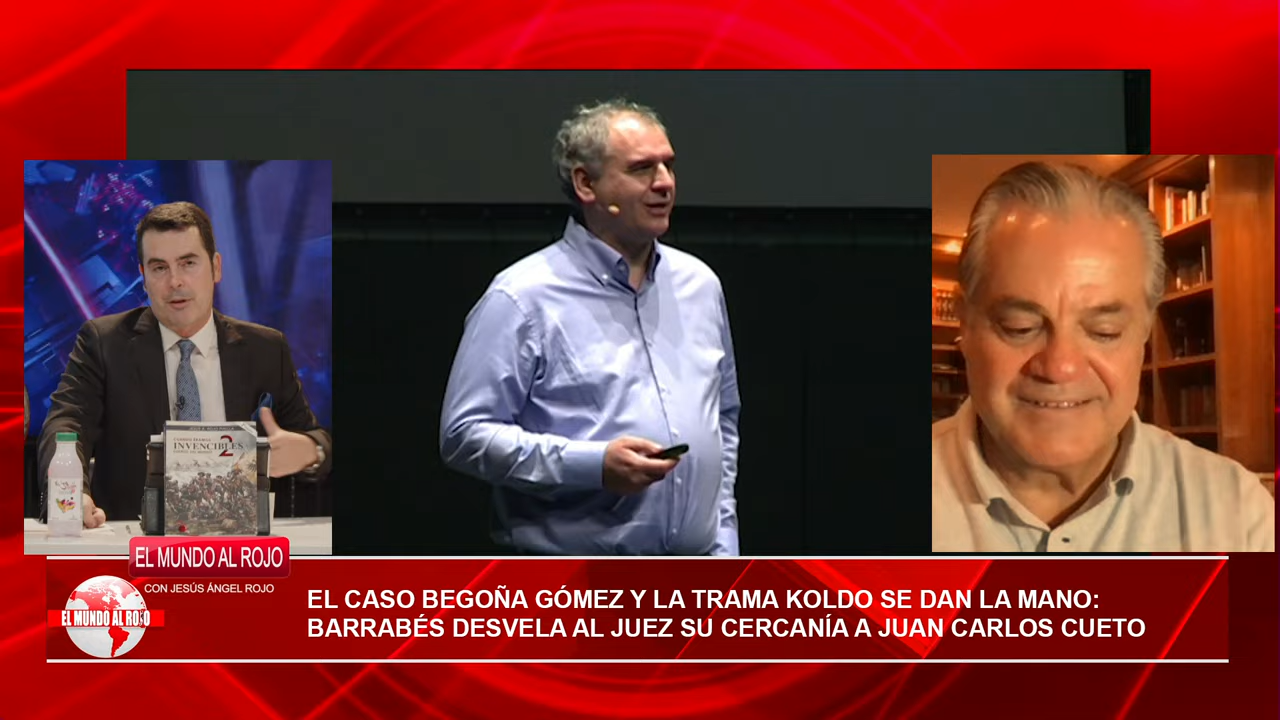 INVENCIBLES
2
EL MUNDO AL ROJO
CON JESÚS ÁNGEL ROJO
EL MUNDO AL ROJO
EL CASO BEGOÑA GÓMEZ Y LA TRAMA KOLDO SE DAN LA MANO:
BARRABÉS DESVELA AL JUEZ SU CERCANÍA A JUAN CARLOS CUETO